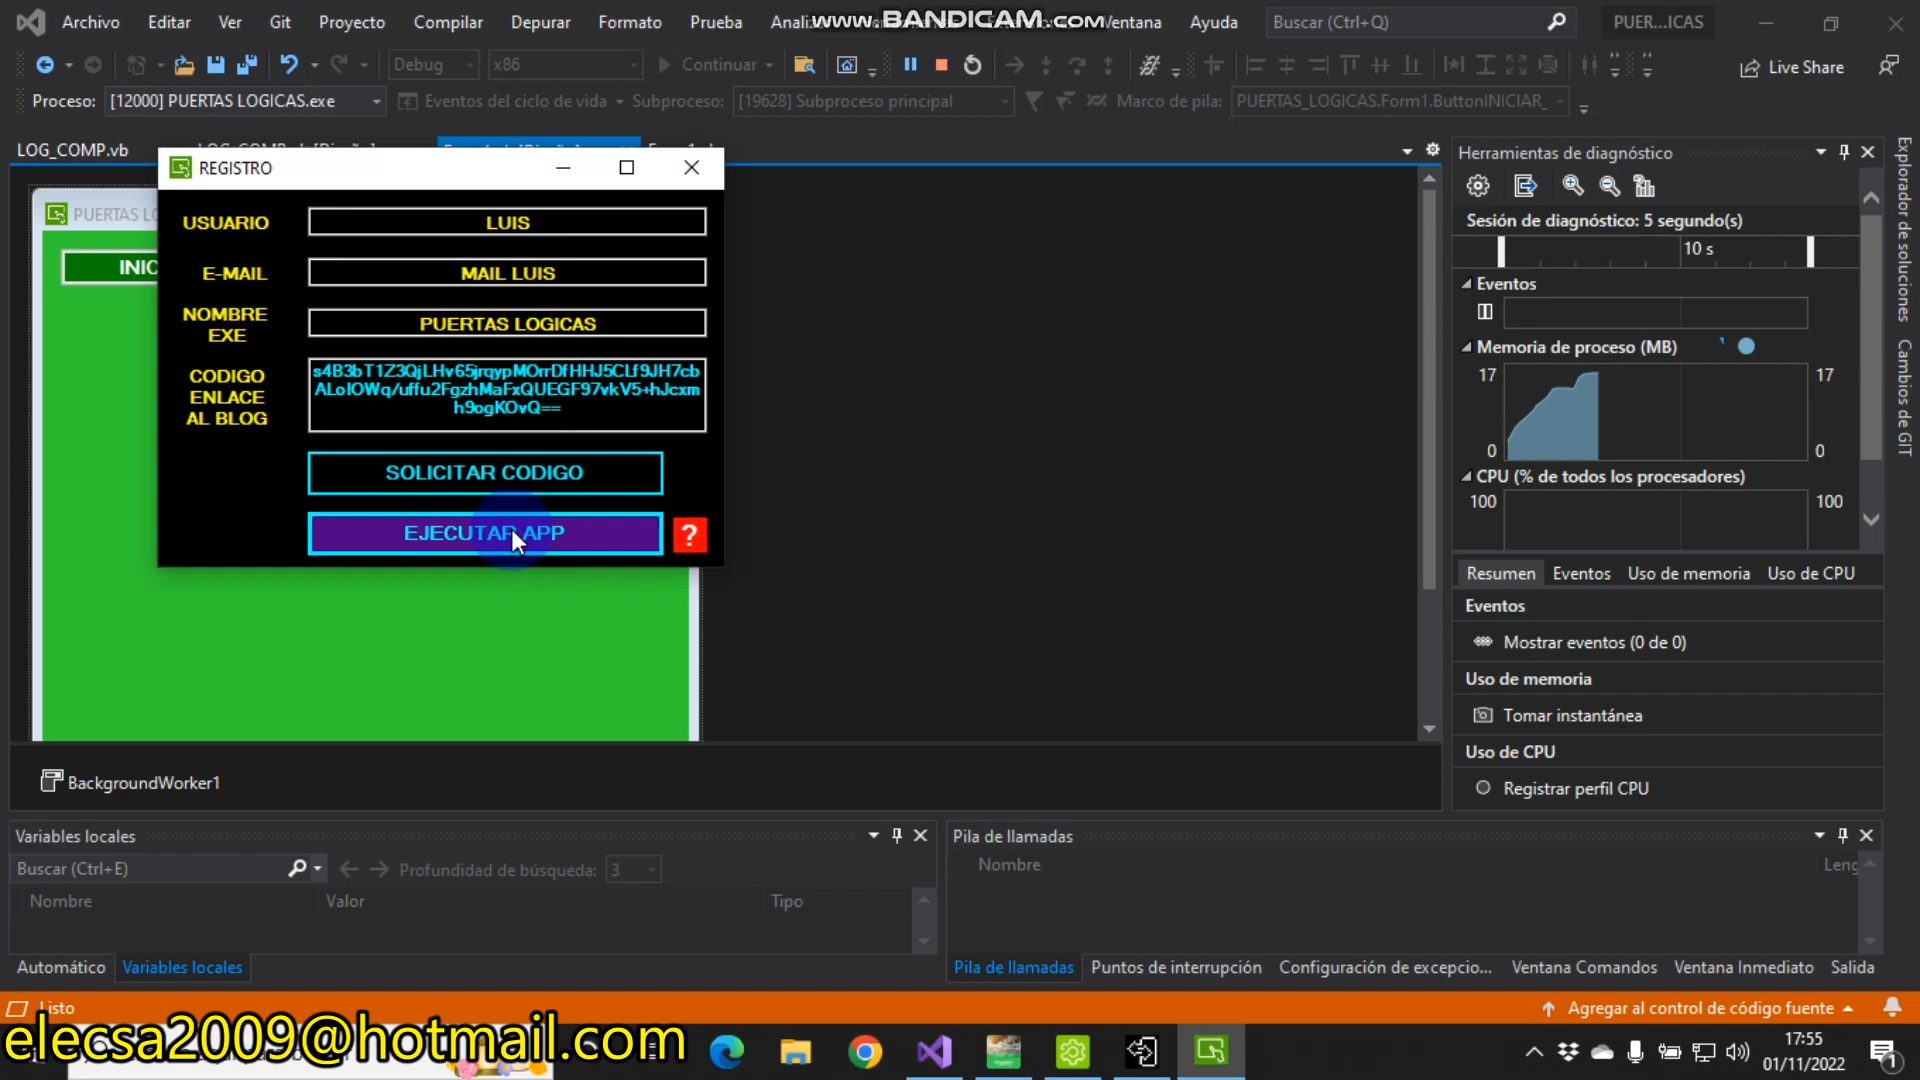 Archivo Editar Ver Git Proyecto Compilar Depurar Formato Prueba Ventana Ayuda Buscar (Ctrl+Q) PUER...ICAS
www.BANDICAM.com
Debug x86 Continuar Live Share
Proceso: [12000] PUERTAS LOGICAS.exe Eventos del ciclo de vida Subproceso: [19628] Subproceso principal Marco de pila: PUERTAS_LOGICAS.Form1.ButtonINICIAR_
LOG_COMP.vb
REGISTRO
PUERTAS LO
INIC
USUARIO LUIS
E-MAIL MAIL LUIS
NOMBRE
EXE
PUERTAS LOGICAS
CODIGO
ENLACE
AL BLOG
s4B3bT1Z3QjLHv65jrqypMOrrDfHHJ5CLf9JH7cb
ALoIOWq/uffu2FgzhMaFxQUEGF97vkV5+hJcxm
h9ogKOvQ==
SOLICITAR CODIGO
EJECUTAR APP ?
BackgroundWorker1
Herramientas de diagnóstico
Sesión de diagnóstico: 5 segundo(s)
10 s
Eventos
Memoria de proceso (MB)
17 17
0 0
CPU (% de todos los procesadores)
100 100
Resumen Eventos Uso de memoria Uso de CPU
Eventos
Mostrar eventos (0 de 0)
Uso de memoria
Tomar instantánea
Uso de CPU
Registrar perfil CPU
Explorador de soluciones
Cambios de GIT
Variables locales
Buscar (Ctrl+E) Profundidad de búsqueda: 3
Nombre Valor Tipo
Automático Variables locales
Pila de llamadas
Nombre Leng
Pila de llamadas Puntos de interrupción Configuración de excepcio... Ventana Comandos Ventana Inmediato Salida
Listo Agregar al control de código fuente
elecsa2009@hotmail.com
17:55
01/11/2022
1